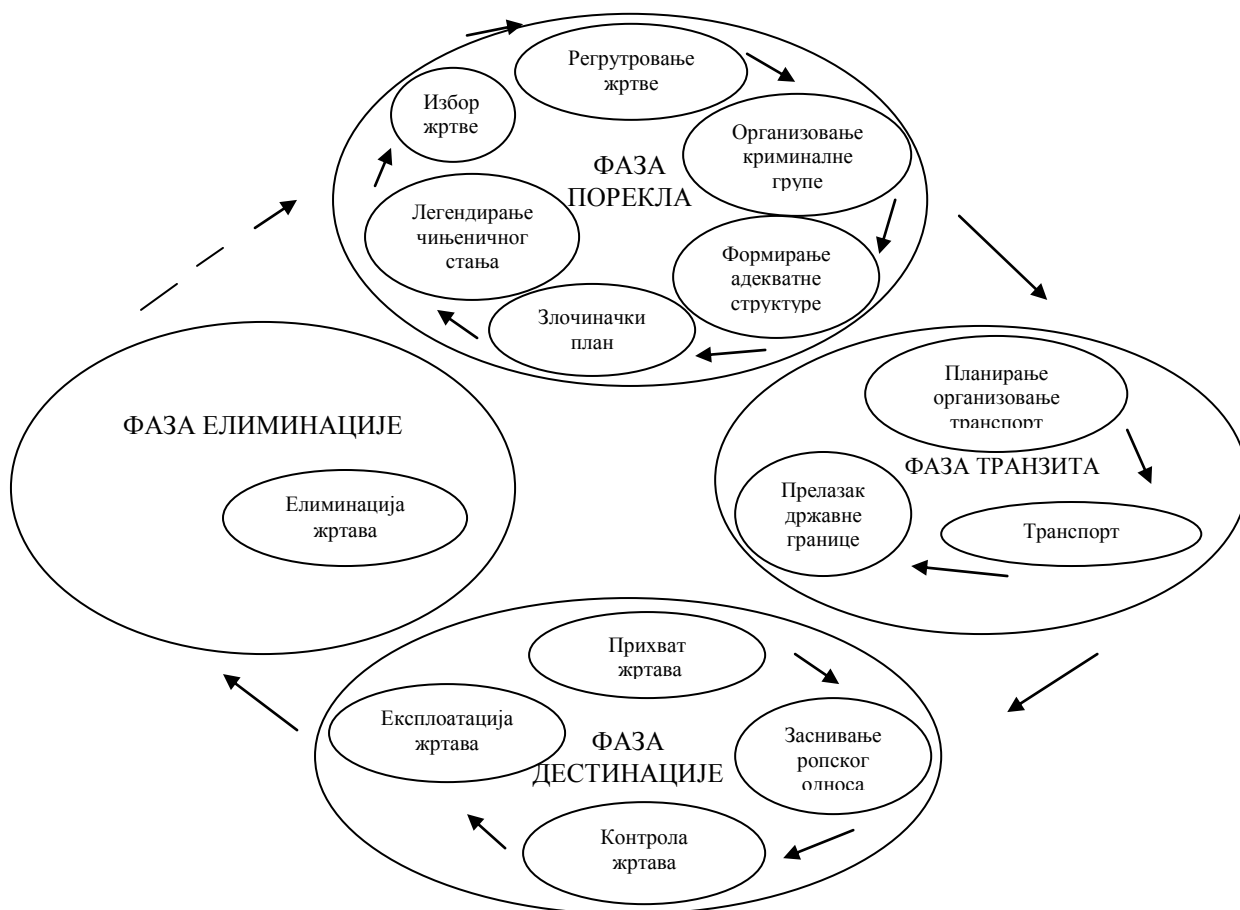 Регрутровање
жртве
Избор
жртве
Организовање
криминалне
групе
ФАЗА
ПОРЕКЛА
Легендирање
чињеничног
стања
Формирање
адекватне
структуре
Злочиначки
план
Планирање
организовање
транспорт
ФАЗА ЕЛИМИНАЦИЈЕ
ФАЗА ТРАНЗИТА
Прелазак
државне
границе
Елиминација
жртава
Транспорт
Прихват
жртава
Експлоатација
жртава
ФАЗА
ДЕСТИНАЦИЈЕ
Заснивање
ропског
односа
Контрола
жртава